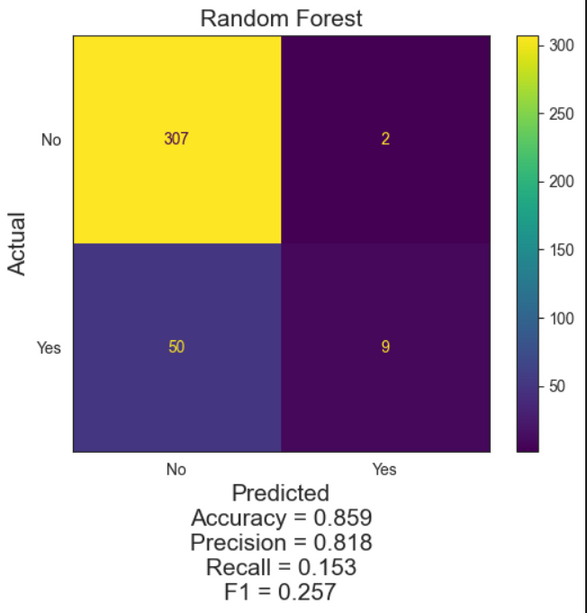 Random Forest
300
No
307
2
250
200
Actual
150
100
Yes
50
9
50
No
Yes
Predicted
Accuracy = 0.859
Precision = 0.818
Recall = 0.153
F1 = 0.257